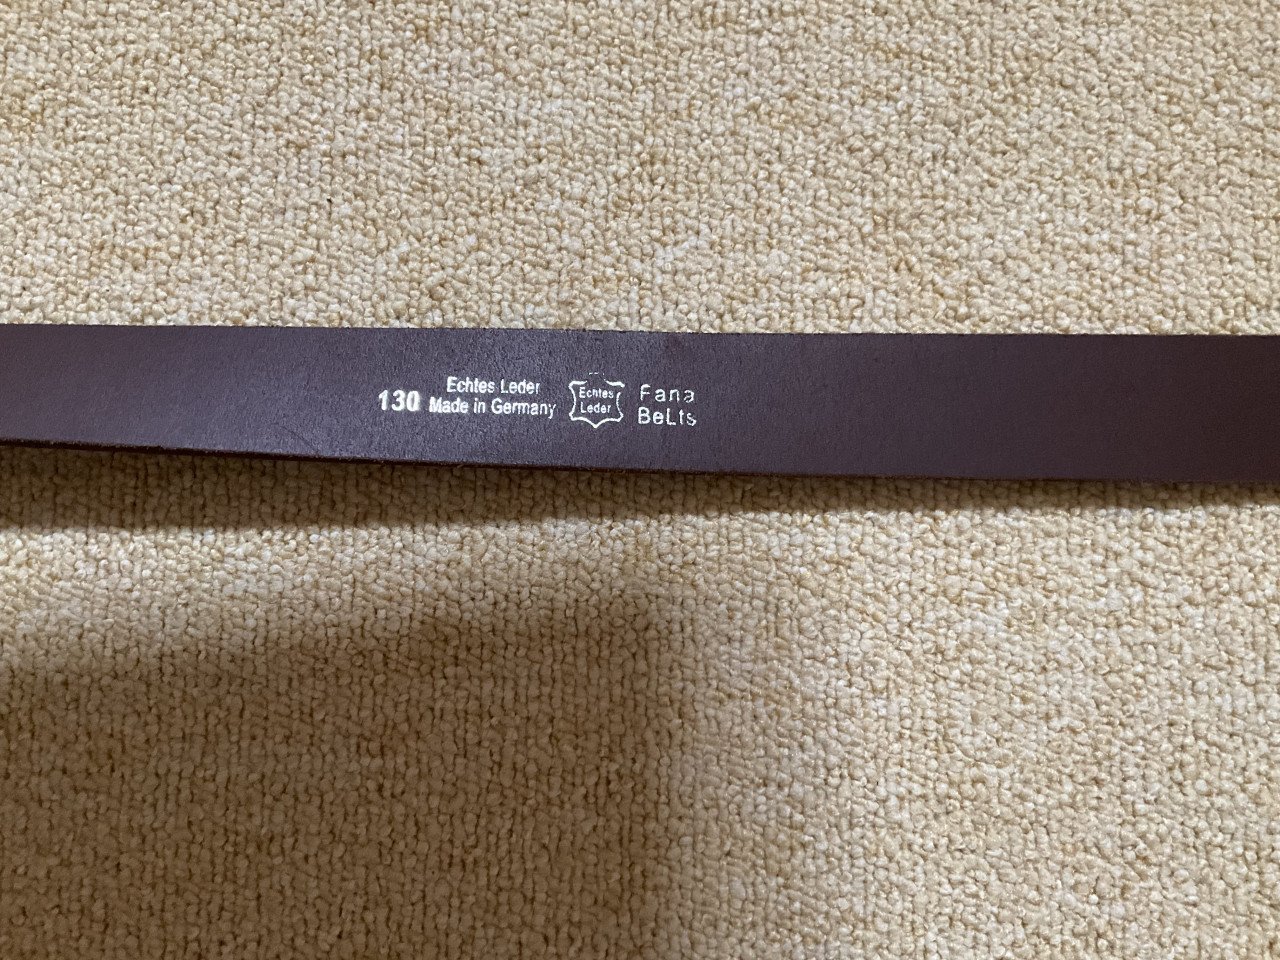 130
Echtes Leder
Made in Germany
Echtes
Leder
Fana
BeLts